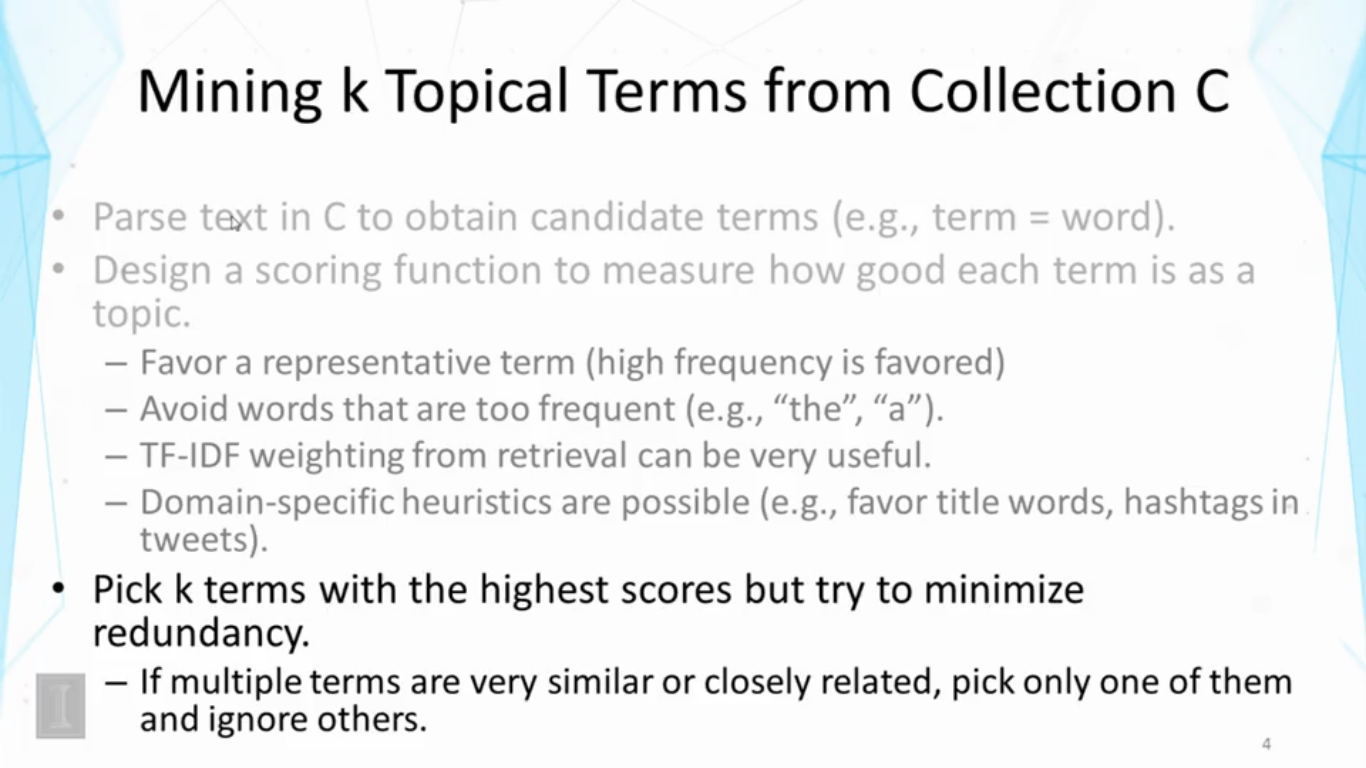 Mining k Topical Terms from Collection C
• Parse text in C to obtain candidate terms (e.g., term = word).
• Design a scoring function to measure how good each term is as a
topic.
– Favor a representative term (high frequency is favored)
– Avoid words that are too frequent (e.g., “the”, “a”).
– TF-IDF weighting from retrieval can be very useful.
– Domain-specific heuristics are possible (e.g., favor title words, hashtags in
tweets).
• Pick k terms with the highest scores but try to minimize
redundancy.
– If multiple terms are very similar or closely related, pick only one of them
and ignore others.
I
4